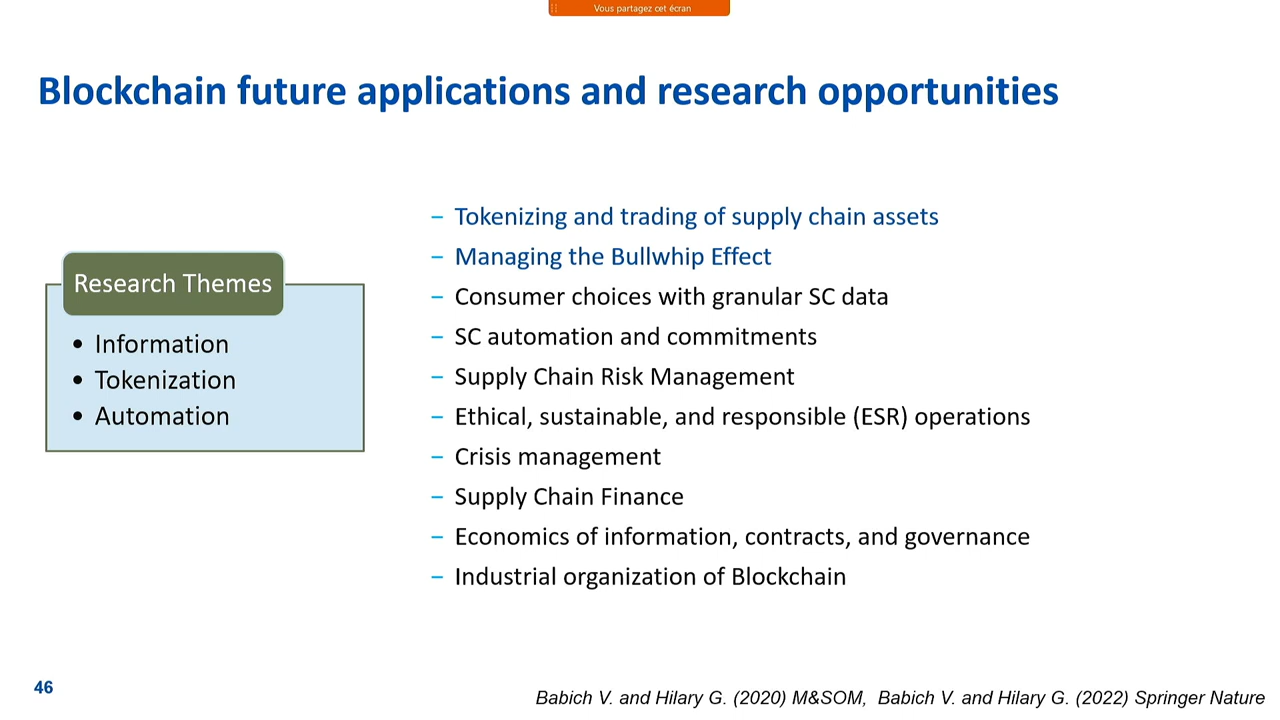 Vous partagez cet écran
Blockchain future applications and research opportunities
Research Themes
• Information
• Tokenization
• Automation
– Tokenizing and trading of supply chain assets
– Managing the Bullwhip Effect
– Consumer choices with granular SC data
– SC automation and commitments
– Supply Chain Risk Management
– Ethical, sustainable, and responsible (ESR) operations
– Crisis management
– Supply Chain Finance
– Economics of information, contracts, and governance
– Industrial organization of Blockchain
46
Babich V. and Hilary G. (2020) M&SOM, Babich V. and Hilary G. (2022) Springer Nature